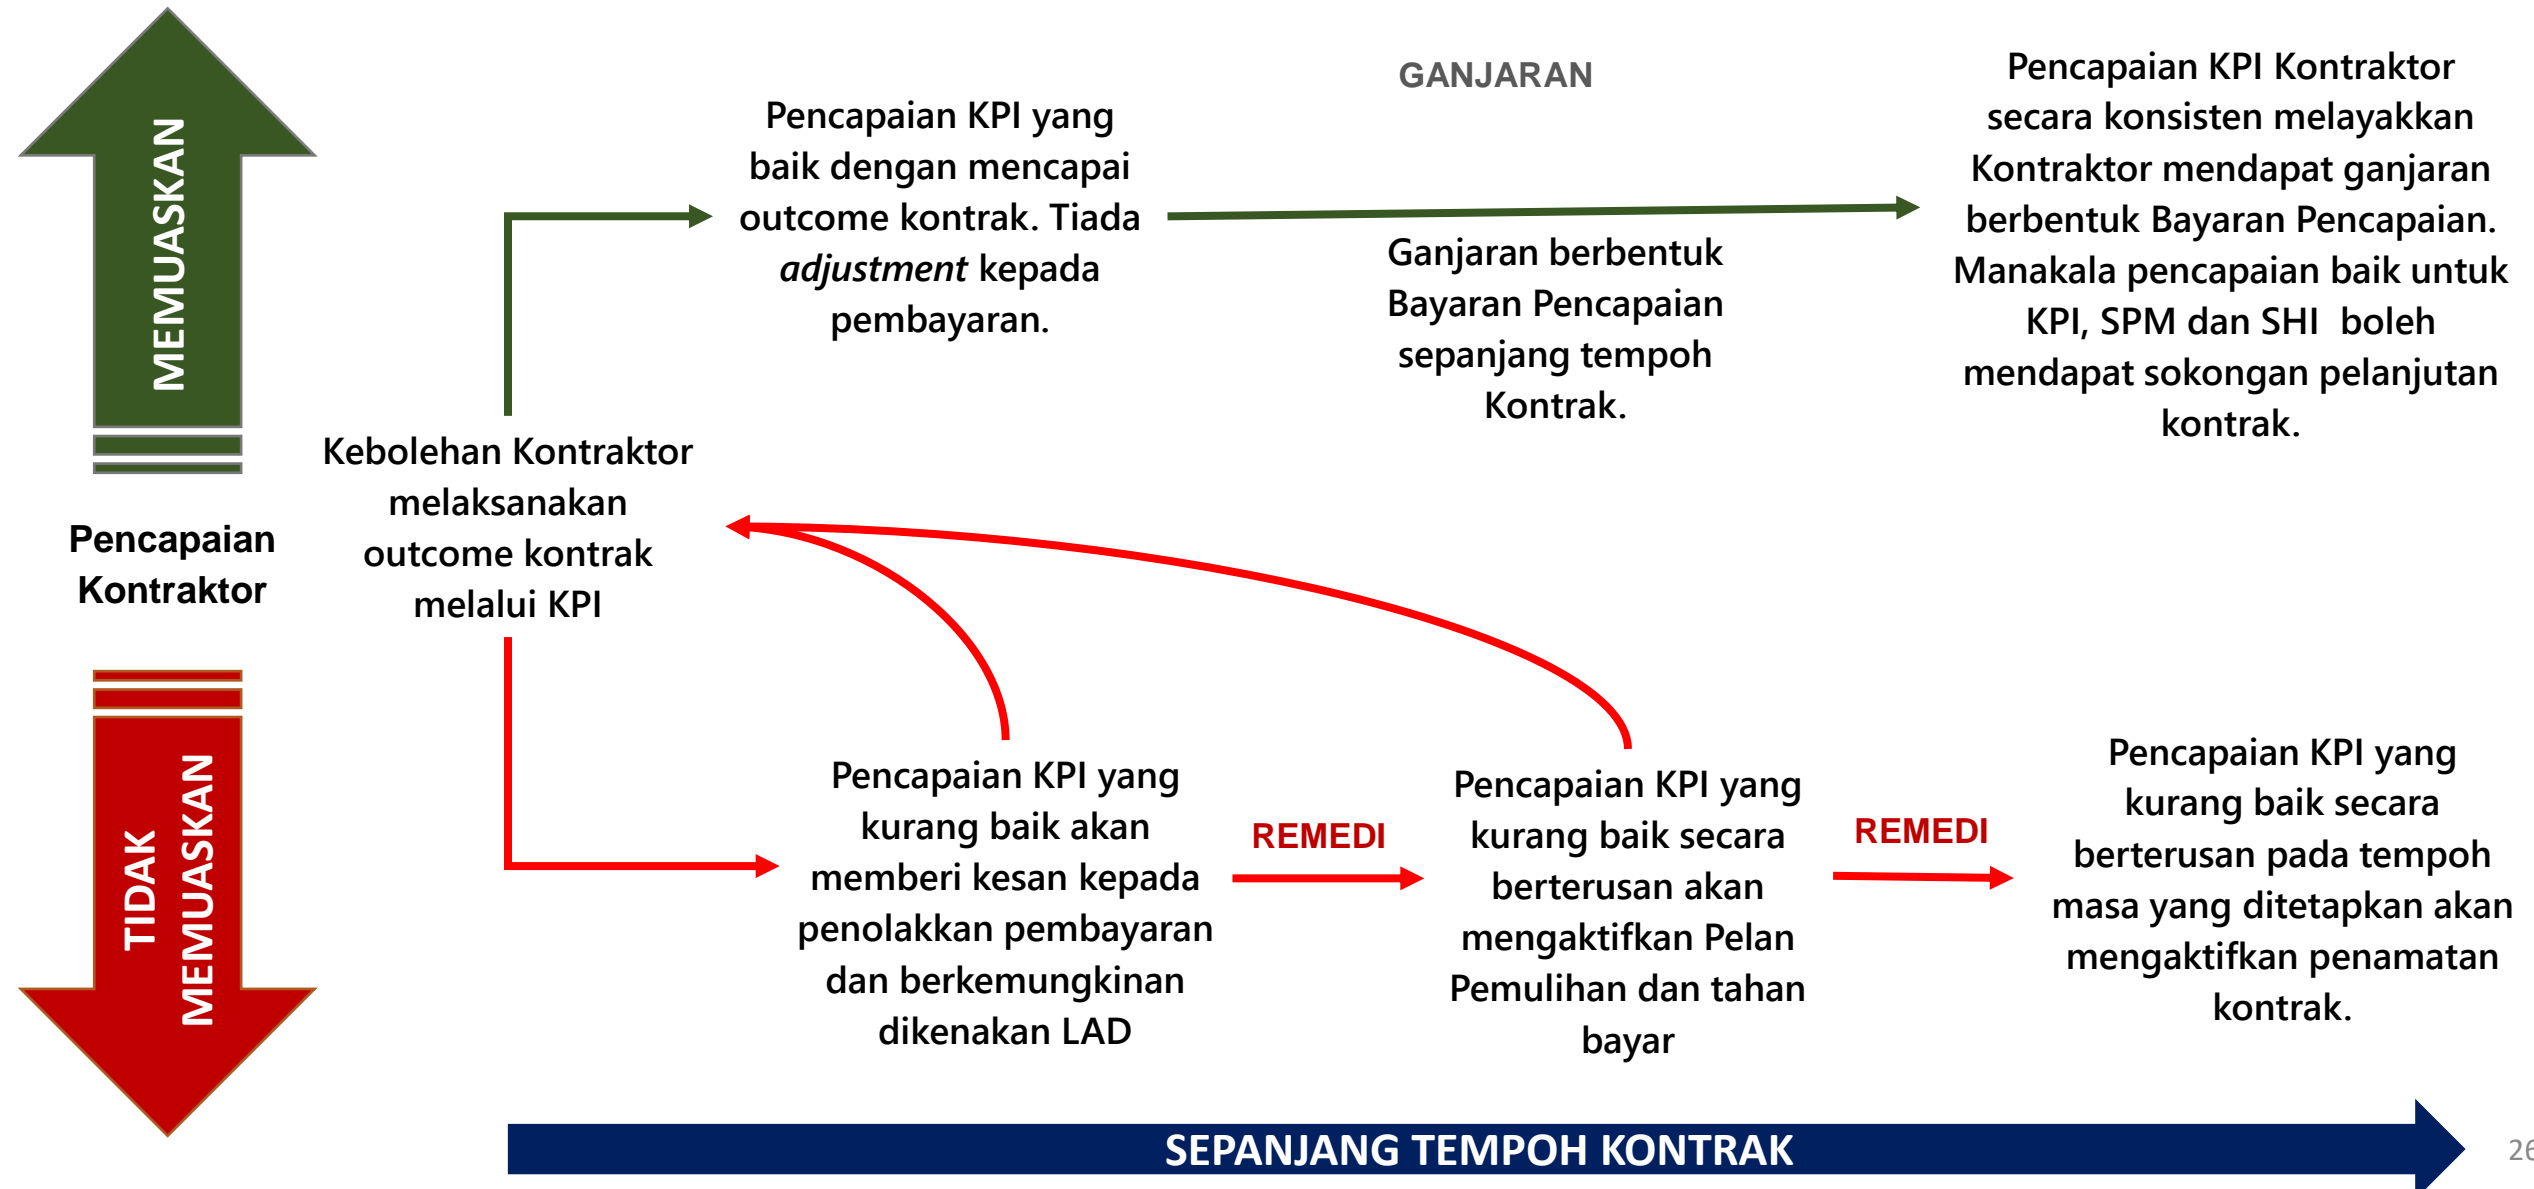 MEMUASKAN
Pencapaian
Kontraktor
TIDAK
MEMUASKAN
Kebolehan Kontraktor
melaksanakan
outcome kontrak
melalui KPI
Pencapaian KPI yang
baik dengan mencapai
outcome kontrak. Tiada
adjustment kepada
pembayaran.
GANJARAN
Ganjaran berbentuk
Bayaran Pencapaian
sepanjang tempoh
Kontrak.
Pencapaian KPI Kontraktor
secara konsisten melayakkan
Kontraktor mendapat ganjaran
berbentuk Bayaran Pencapaian.
Manakala pencapaian baik untuk
KPI, SPM dan SHI boleh
mendapat sokongan pelanjutan
kontrak.
Pencapaian KPI yang
kurang baik akan
memberi kesan kepada
penolakkan pembayaran
dan berkemungkinan
dikenakan LAD
REMEDI
Pencapaian KPI yang
kurang baik secara
berterusan akan
mengaktifkan Pelan
Pemulihan dan tahan
bayar
REMEDI
Pencapaian KPI yang
kurang baik secara
berterusan pada tempoh
masa yang ditetapkan akan
mengaktifkan penamatan
kontrak.
SEPANJANG TEMPOH KONTRAK
26